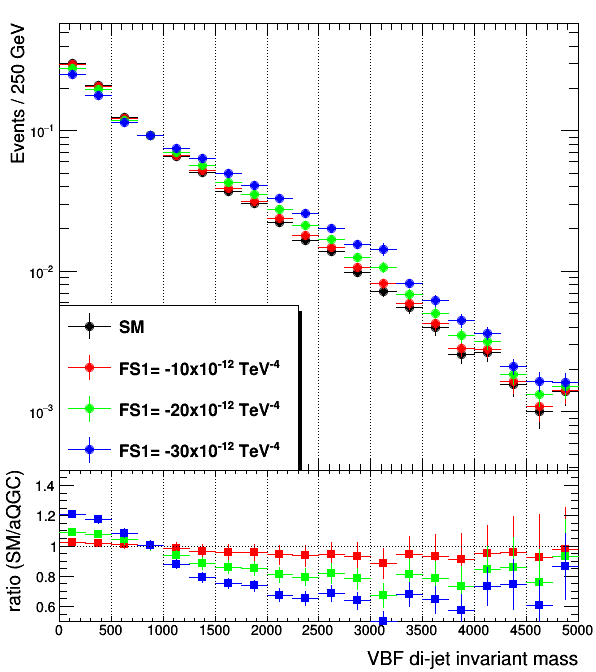 Events / 250 GeV
10⁻¹
10⁻²
10⁻³
SM
FS1= -10x10⁻¹² TeV⁻⁴
FS1= -20x10⁻¹² TeV⁻⁴
FS1= -30x10⁻¹² TeV⁻⁴
ratio (SM/aQGC)
1.4
1.2
1
0.8
0.6
0 500 1000 1500 2000 2500 3000 3500 4000 4500 5000
VBF di-jet invariant mass